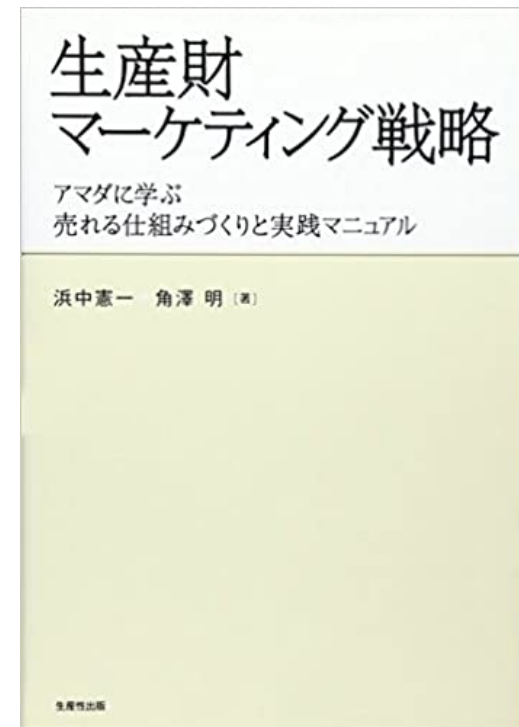 生産財
マーケティング戦略
アマダに学ぶ
売れる仕組みづくりと実践マニュアル
浜中憲一 角澤 明 [著]
生産性出版